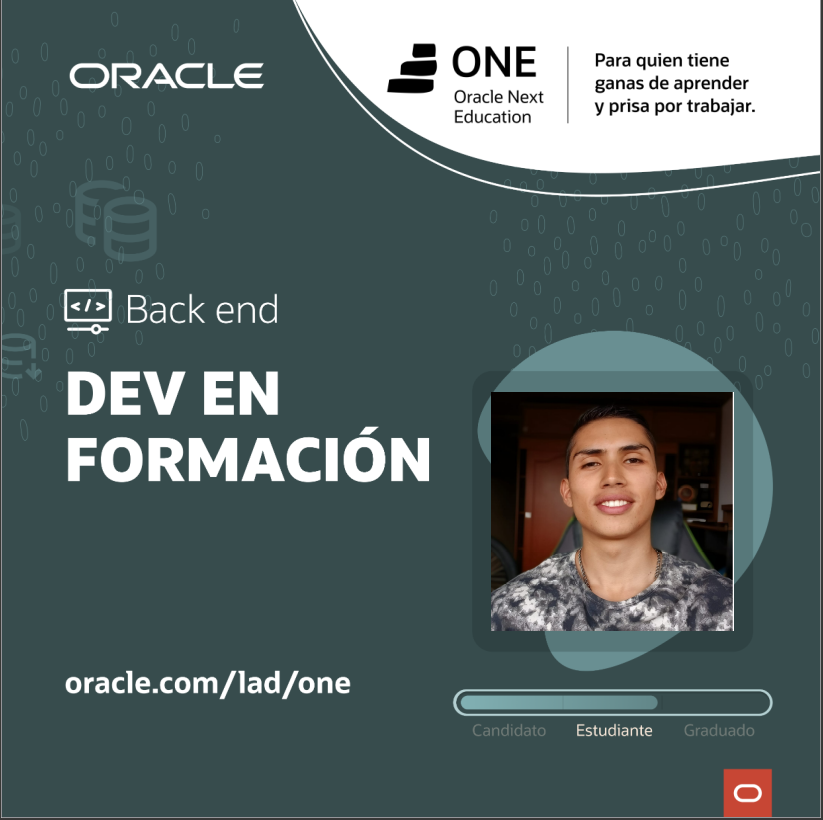 ORACLE
ONE
Oracle Next
Education
Para quien tiene
ganas de aprender
y prisa por trabajar.
</> Back end
DEV EN
FORMACIÓN
oracle.com/lad/one
Candidato Estudiante Graduado